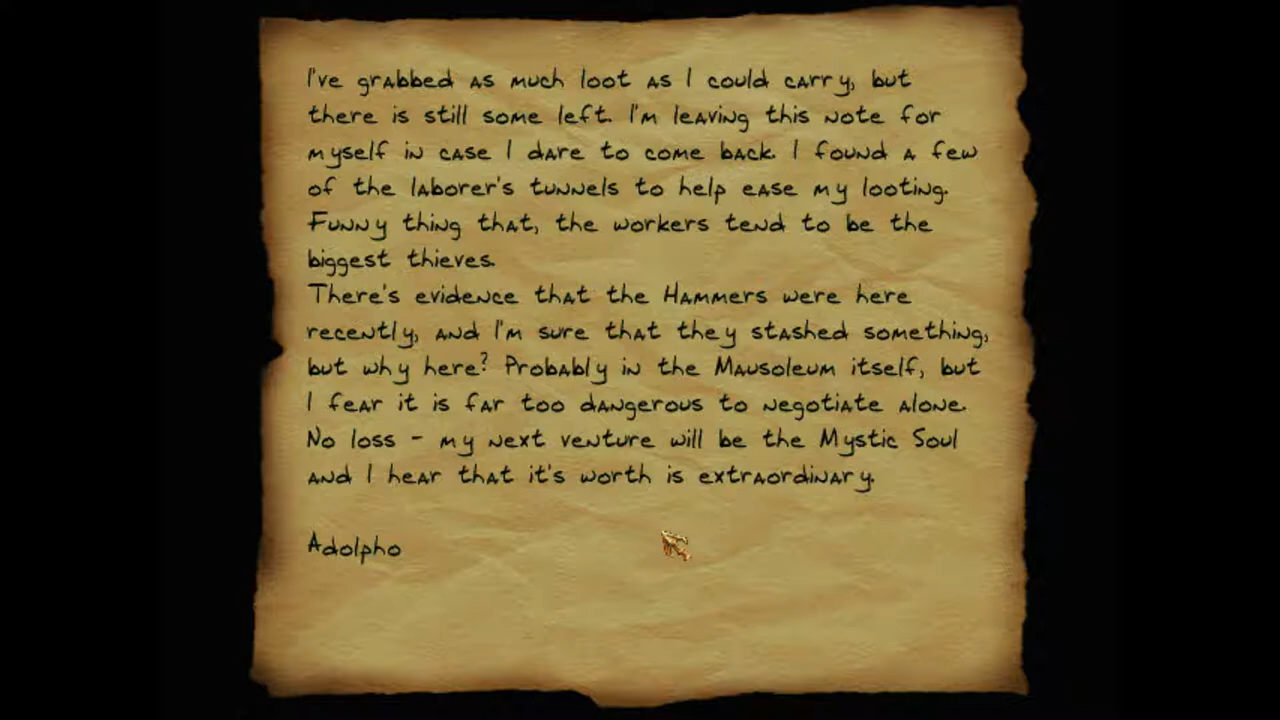 I've grabbed as much loot as I could carry, but
there is still some left. I'm leaving this note for
myself in case I dare to come back. I found a few
of the laborer's tunnels to help ease my looting.
Funny thing that, the workers tend to be the
biggest thieves.
There's evidence that the Hammers were here
recently, and I'm sure that they stashed something,
but why here? Probably in the Mausoleum itself, but
I fear it is far too dangerous to negotiate alone.
No loss - my next venture will be the Mystic Soul
and I hear that it's worth is extraordinary.
Adolpho